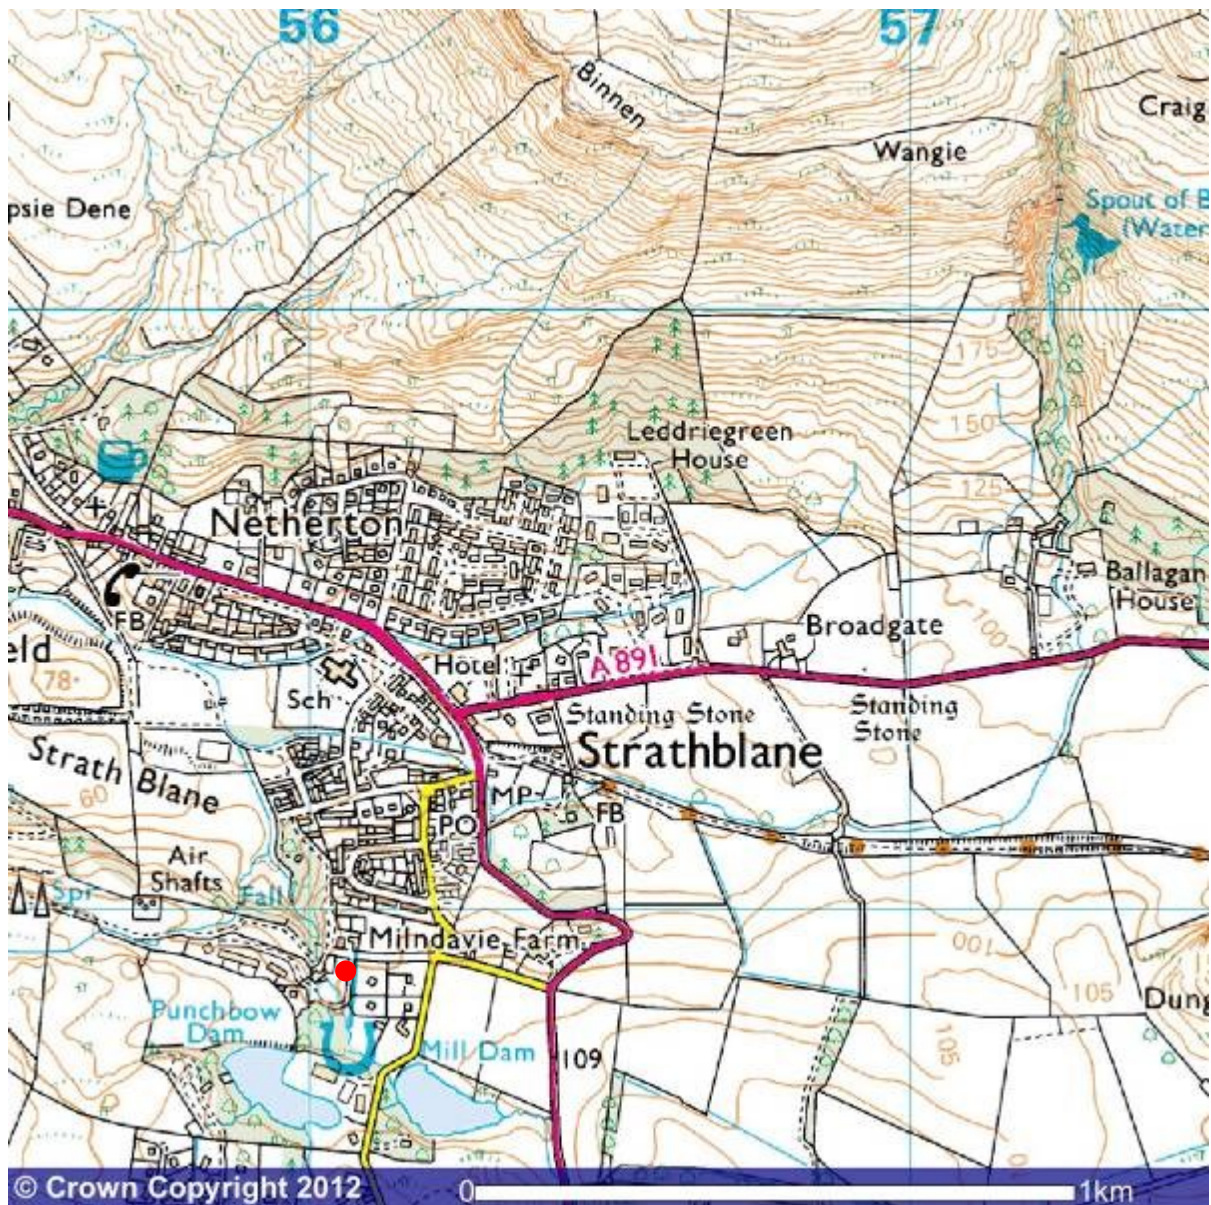 56
57
Binnen
Craig
Wangie
psie Dene
Spout of B
(Water
175
150
Leddriegreen
House
125
Netherton
Ballagan
House
100
FB
Broadgate
eld
Hotel
A 891
78
Sch
Standing Stone
Standing
Stone
Strathblane
Strath Blane
60
MP
FB
PO
Air
Shafts
Spr
Fall
Milndavie Farm
100
105
Dung
Punchbow
Dam
Mill Dam
109
105
© Crown Copyright 2012
0
1km